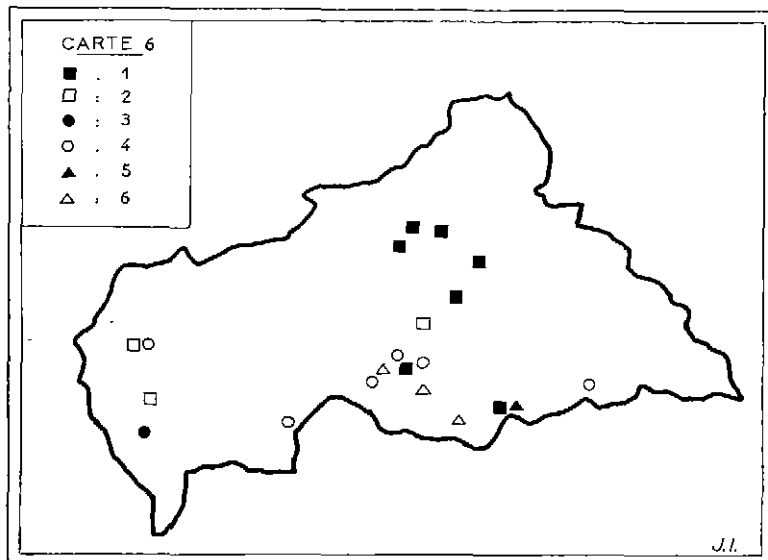 CARTE 6
■ . 1
□ : 2
● : 3
○ . 4
▲ . 5
△ : 6
J.I.